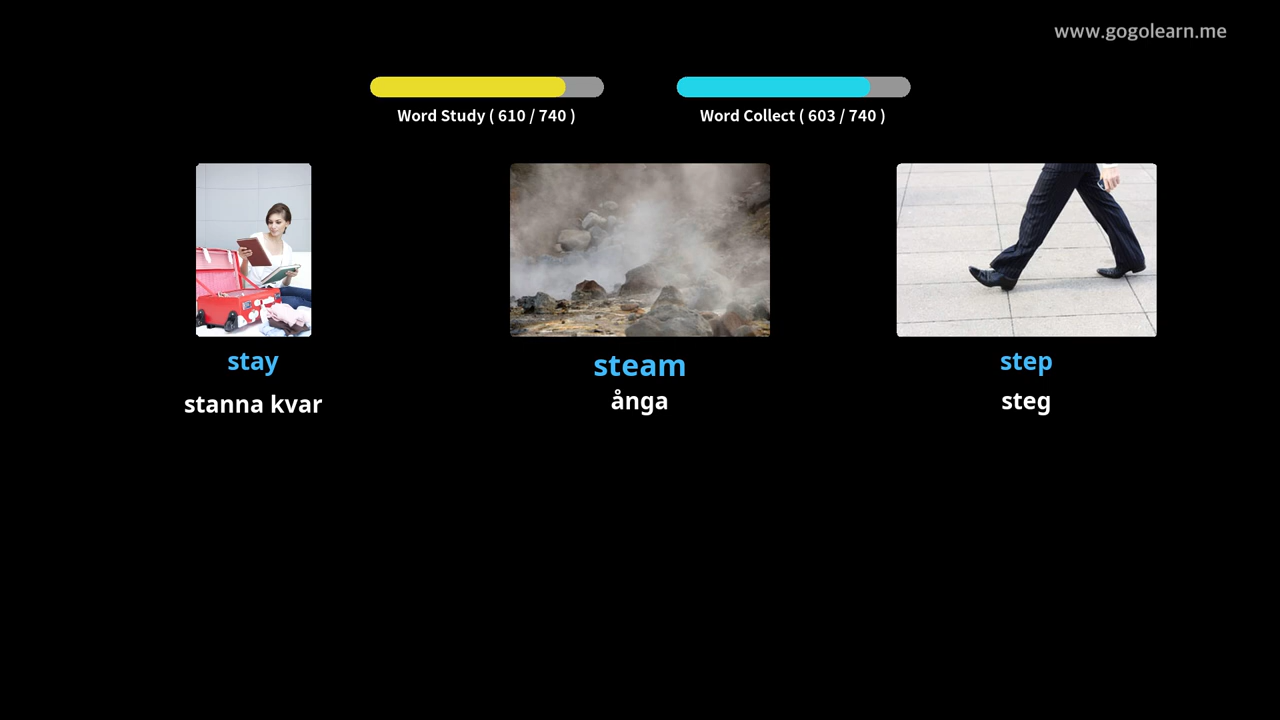 www.gogolearn.me
Word Study ( 610 / 740 )
Word Collect ( 603 / 740 )
stay
steam
step
stanna kvar
ånga
steg